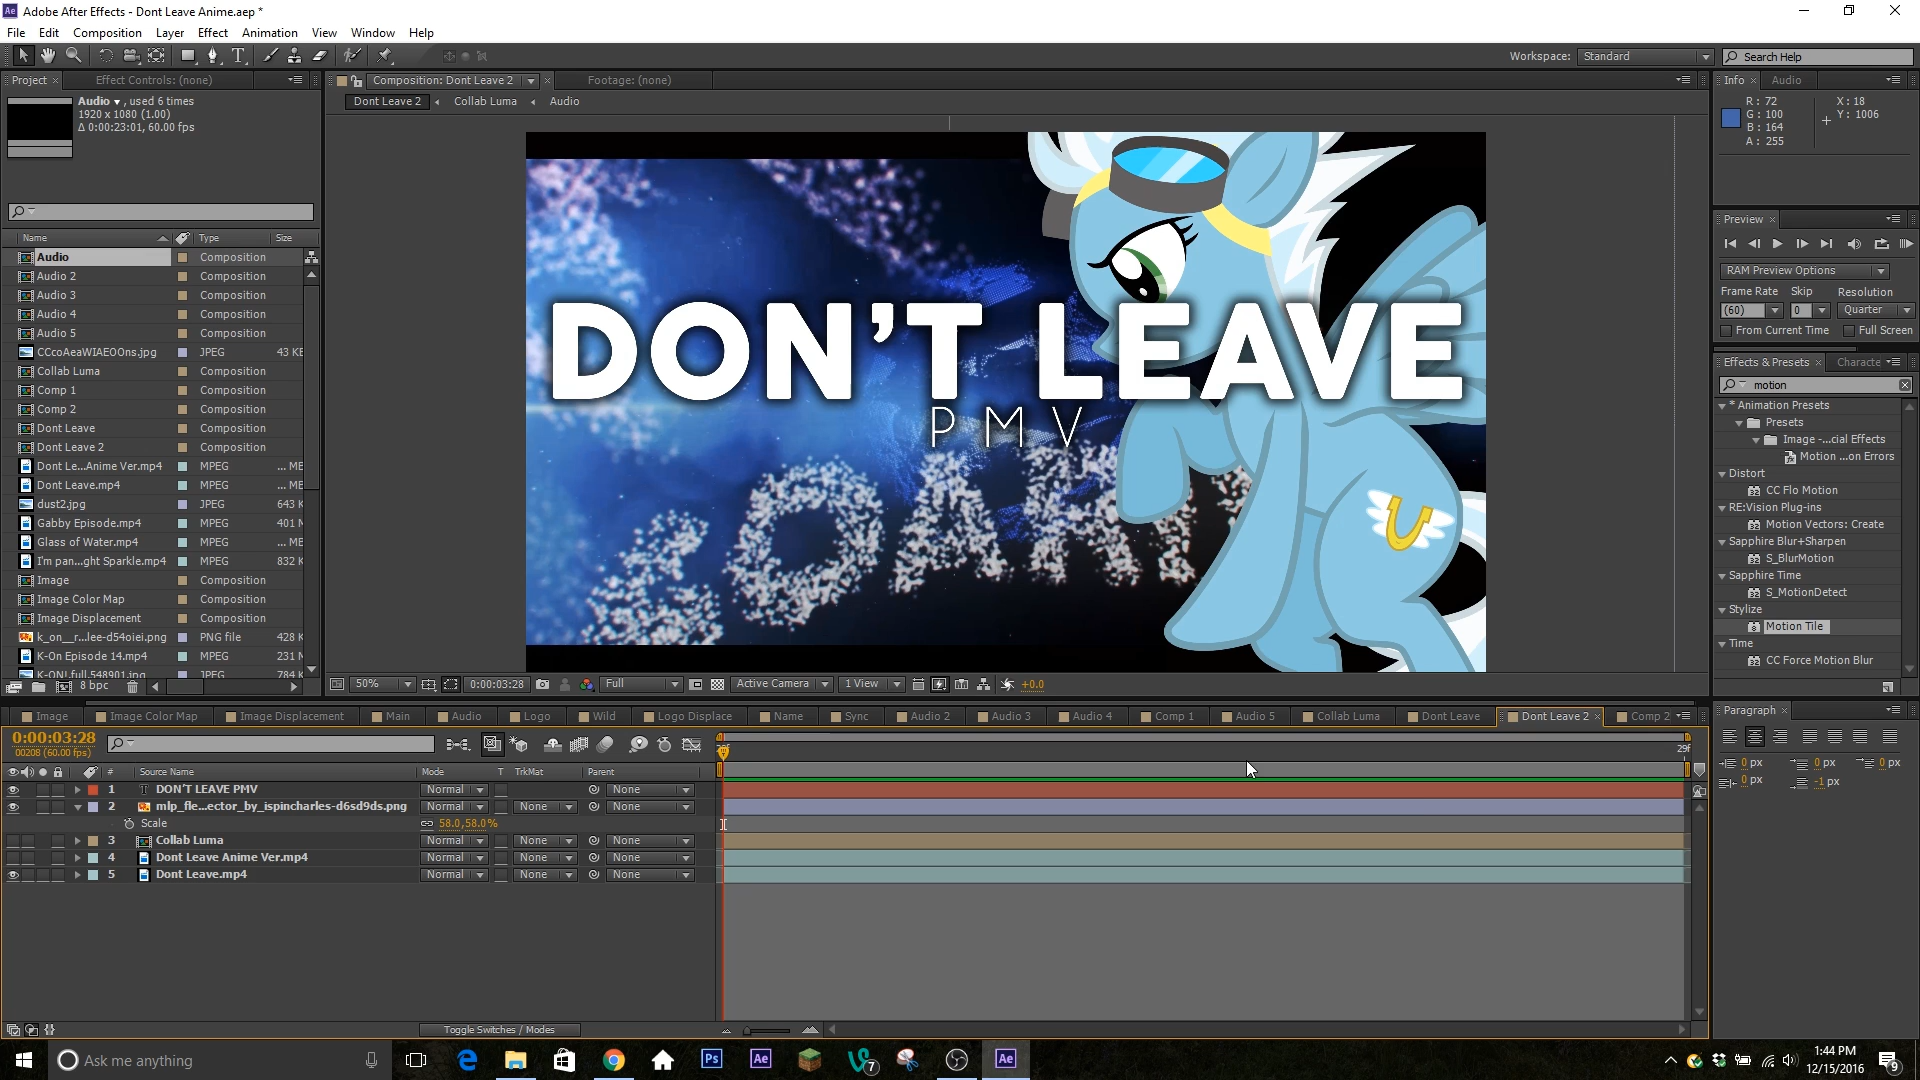 Adobe After Effects - Dont Leave Anime.aep *
File Edit Composition Layer Effect Animation View Window Help
Workspace: Standard
Search Help
Project × Effect Controls: (none)
Audio ▾, used 6 times
1920 x 1080 (1.00)
Δ 0:00:23:01, 60.00 fps
Name Type Size
Audio Composition
Audio 2 Composition
Audio 3 Composition
Audio 4 Composition
Audio 5 Composition
CCcoAeaWIAEOOns.jpg JPEG 43 KE
Collab Luma Composition
Comp 1 Composition
Comp 2 Composition
Dont Leave Composition
Dont Leave 2 Composition
Dont Le...Anime Ver.mp4 MPEG ... ME
Dont Leave.mp4 MPEG ... ME
dust2.jpg JPEG 643 K
Gabby Episode.mp4 MPEG 401 M
Glass of Water.mp4 MPEG ... ME
I'm pan...ght Sparkle.mp4 MPEG 832 K
Image Composition
Image Color Map Composition
Image Displacement Composition
k_on__r...lee-d54oiei.png PNG file 428 K
K-On Episode 14.mp4 MPEG 231 M
K-ON!.full.548901.jpg JPEG 784 K
8 bpc
Composition: Dont Leave 2
Footage: (none)
Dont Leave 2 Collab Luma Audio
DON'T LEAVE
PMV
50% 0:00:03:28 Full Active Camera 1 View +0.0
Info × Audio
R: 72 X: 18
G: 100 Y: 1006
B: 164
A: 255
Preview ×
RAM Preview Options
Frame Rate Skip Resolution
(60) 0 Quarter
From Current Time Full Screen
Effects & Presets × Characte
motion
* Animation Presets
Presets
Image -...cial Effects
Motion ...on Errors
Distort
CC Flo Motion
RE:Vision Plug-ins
Motion Vectors: Create
Sapphire Blur+Sharpen
S_BlurMotion
Sapphire Time
S_MotionDetect
Stylize
Motion Tile
Time
CC Force Motion Blur
Paragraph ×
0 px 0 px 0 px
0 px -1 px
Image Image Color Map Image Displacement Main Audio Logo Wild Logo Displace Name Sync Audio 2 Audio 3 Audio 4 Comp 1 Audio 5 Collab Luma Dont Leave Dont Leave 2 × Comp 2
0:00:03:28
00208 (60.00 fps)
29f
# Source Name Mode T TrkMat Parent
1 T DON'T LEAVE PMV Normal None
2 mlp_fle...ector_by_ispincharles-d6sd9ds.png Normal None None
Scale 58.0,58.0%
3 Collab Luma Normal None None
4 Dont Leave Anime Ver.mp4 Normal None None
5 Dont Leave.mp4 Normal None None
Toggle Switches / Modes
Ask me anything
Ps Ae 7 Ae
1:44 PM
12/15/2016
9